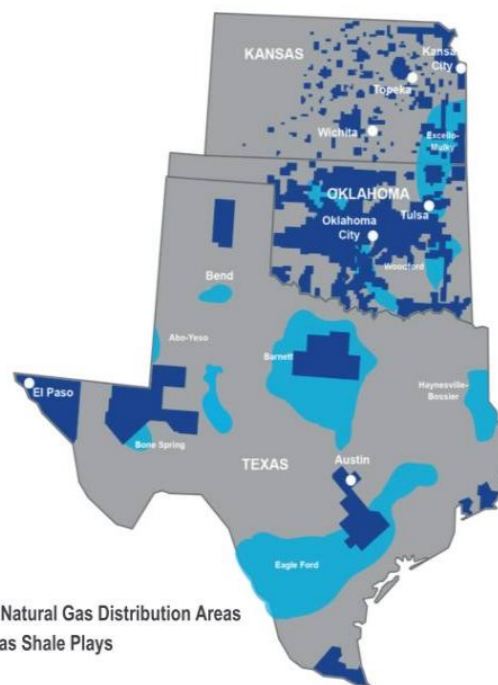 KANSAS
Kansas
City
Topeka
Wichita
Excello-
Mulky
OKLAHOMA
Tulsa
Oklahoma
City
Woodford
Bend
Abo-Yeso
Barnett
Haynesville-
Bossier
El Paso
Bone Spring
TEXAS
Austin
Eagle Ford
Natural Gas Distribution Areas
as Shale Plays